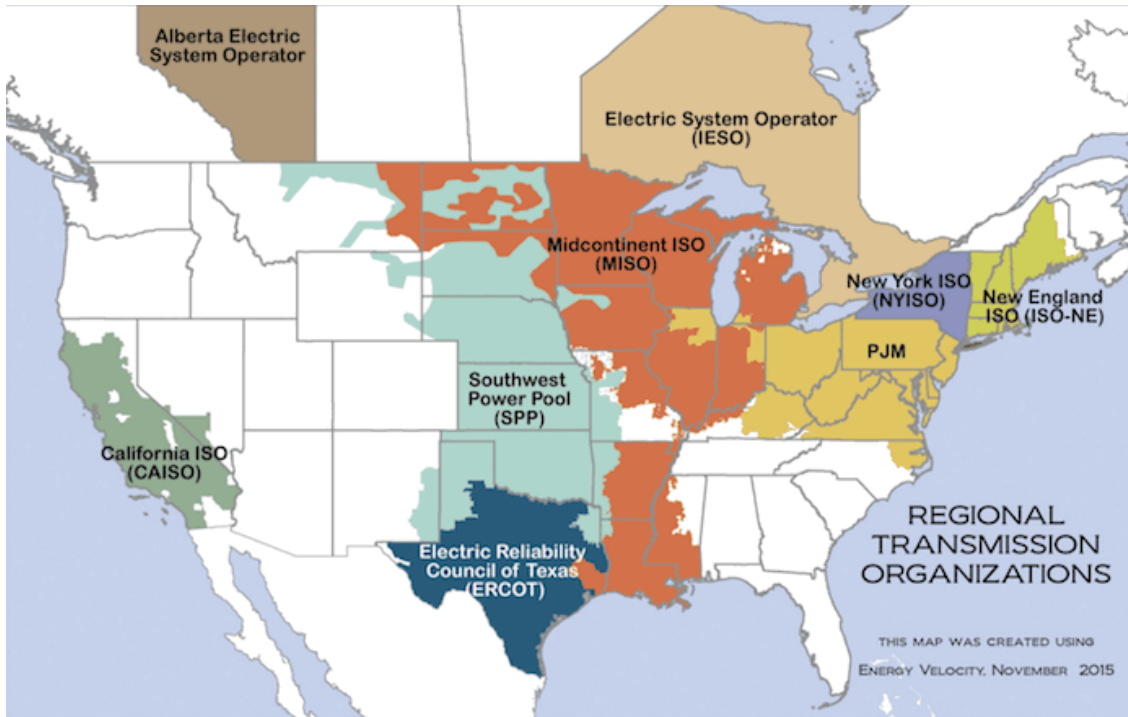 Alberta Electric
System Operator
Electric System Operator
(IESO)
Midcontinent ISO
(MISO)
New York ISO
(NYISO)
New England
ISO (ISO-NE)
PJM
Southwest
Power Pool
(SPP)
California ISO
(CAISO)
Electric Reliability
Council of Texas
(ERCOT)
REGIONAL
TRANSMISSION
ORGANIZATIONS
THIS MAP WAS CREATED USING
ENERGY VELOCITY, NOVEMBER 2015